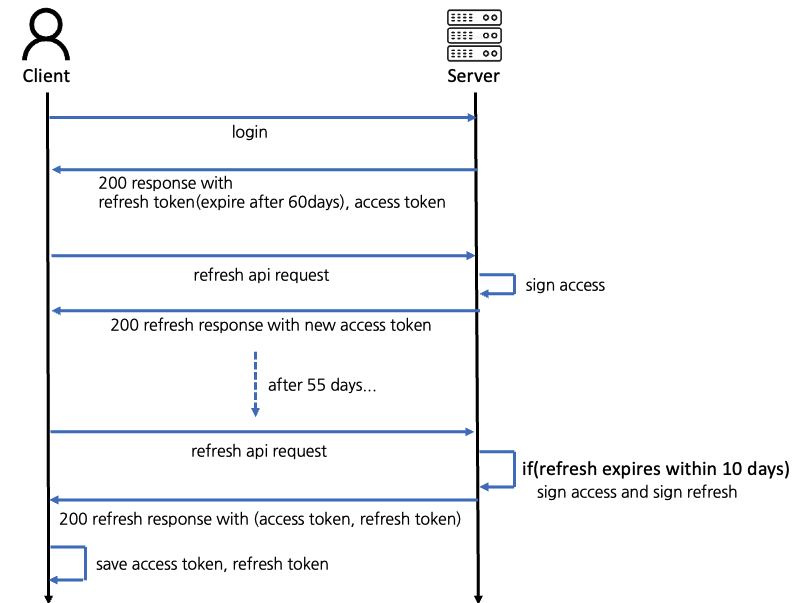 Client
Server
login
200 response with
refresh token(expire after 60days), access token
refresh api request
sign access
200 refresh response with new access token
after 55 days...
refresh api request
if(refresh expires within 10 days)
sign access and sign refresh
200 refresh response with (access token, refresh token)
save access token, refresh token